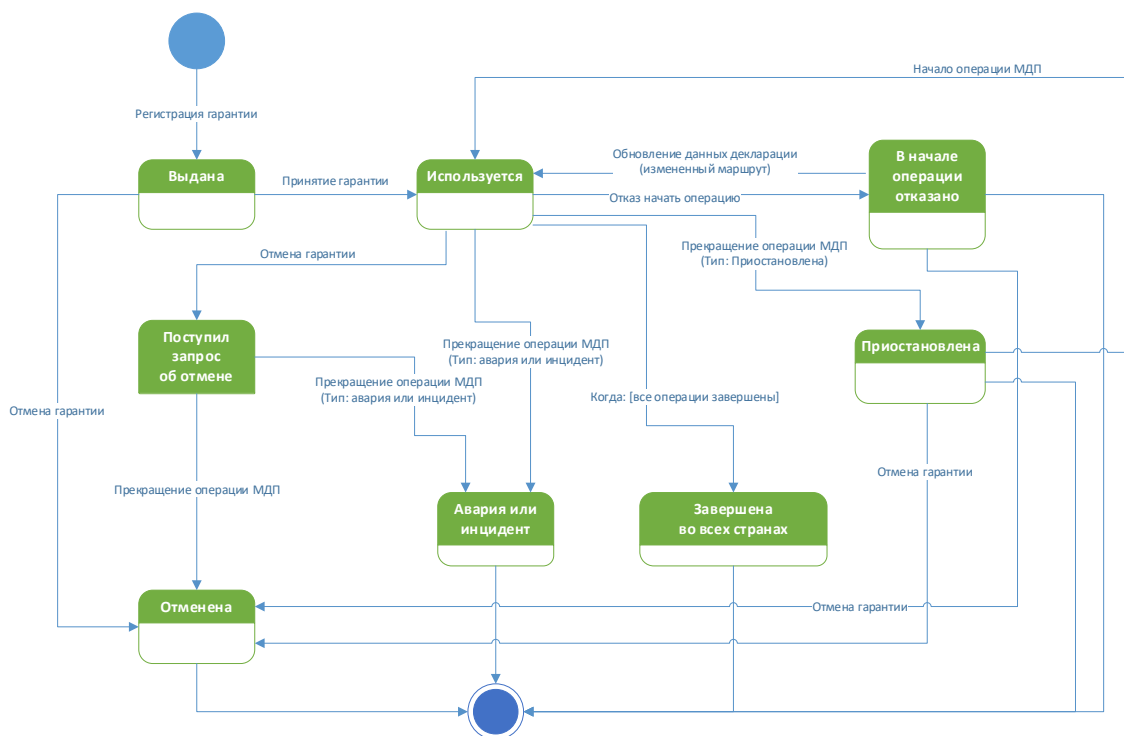 Начало операции МДП
Регистрация гарантии
Выдана
Принятие гарантии
Используется
Обновление данных декларации
(измененный маршрут)
Отказ начать операцию
В начале
операции
отказано
Отмена гарантии
Прекращение операции МДП
(Тип: Приостановлена)
Поступил
запрос
об отмене
Прекращение операции МДП
(Тип: авария или инцидент)
Приостановлена
Прекращение операции МДП
(Тип: авария или инцидент)
Когда: [все операции завершены]
Отмена гарантии
Отмена гарантии
Прекращение операции МДП
Авария или
инцидент
Завершена
во всех странах
Отменена
Отмена гарантии